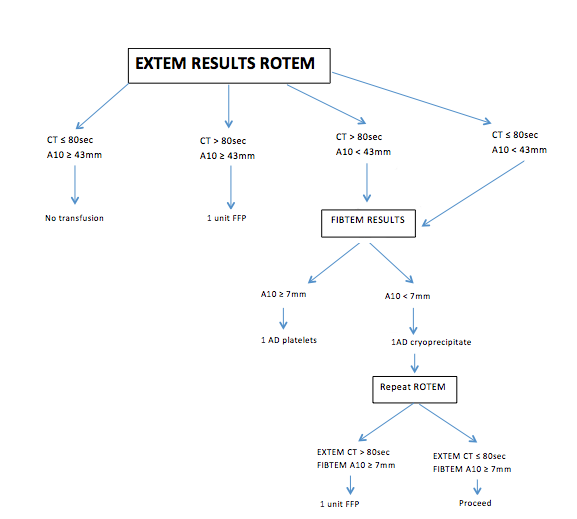 EXTEM RESULTS ROTEM
CT ≤ 80sec
A10 ≥ 43mm
CT > 80sec
A10 ≥ 43mm
CT > 80sec
A10 < 43mm
CT ≤ 80sec
A10 < 43mm
No transfusion
1 unit FFP
FIBTEM RESULTS
A10 ≥ 7mm
A10 < 7mm
1 AD platelets
1AD cryoprecipitate
Repeat ROTEM
EXTEM CT > 80sec
FIBTEM A10 ≥ 7mm
EXTEM CT ≤ 80sec
FIBTEM A10 ≥ 7mm
1 unit FFP
Proceed